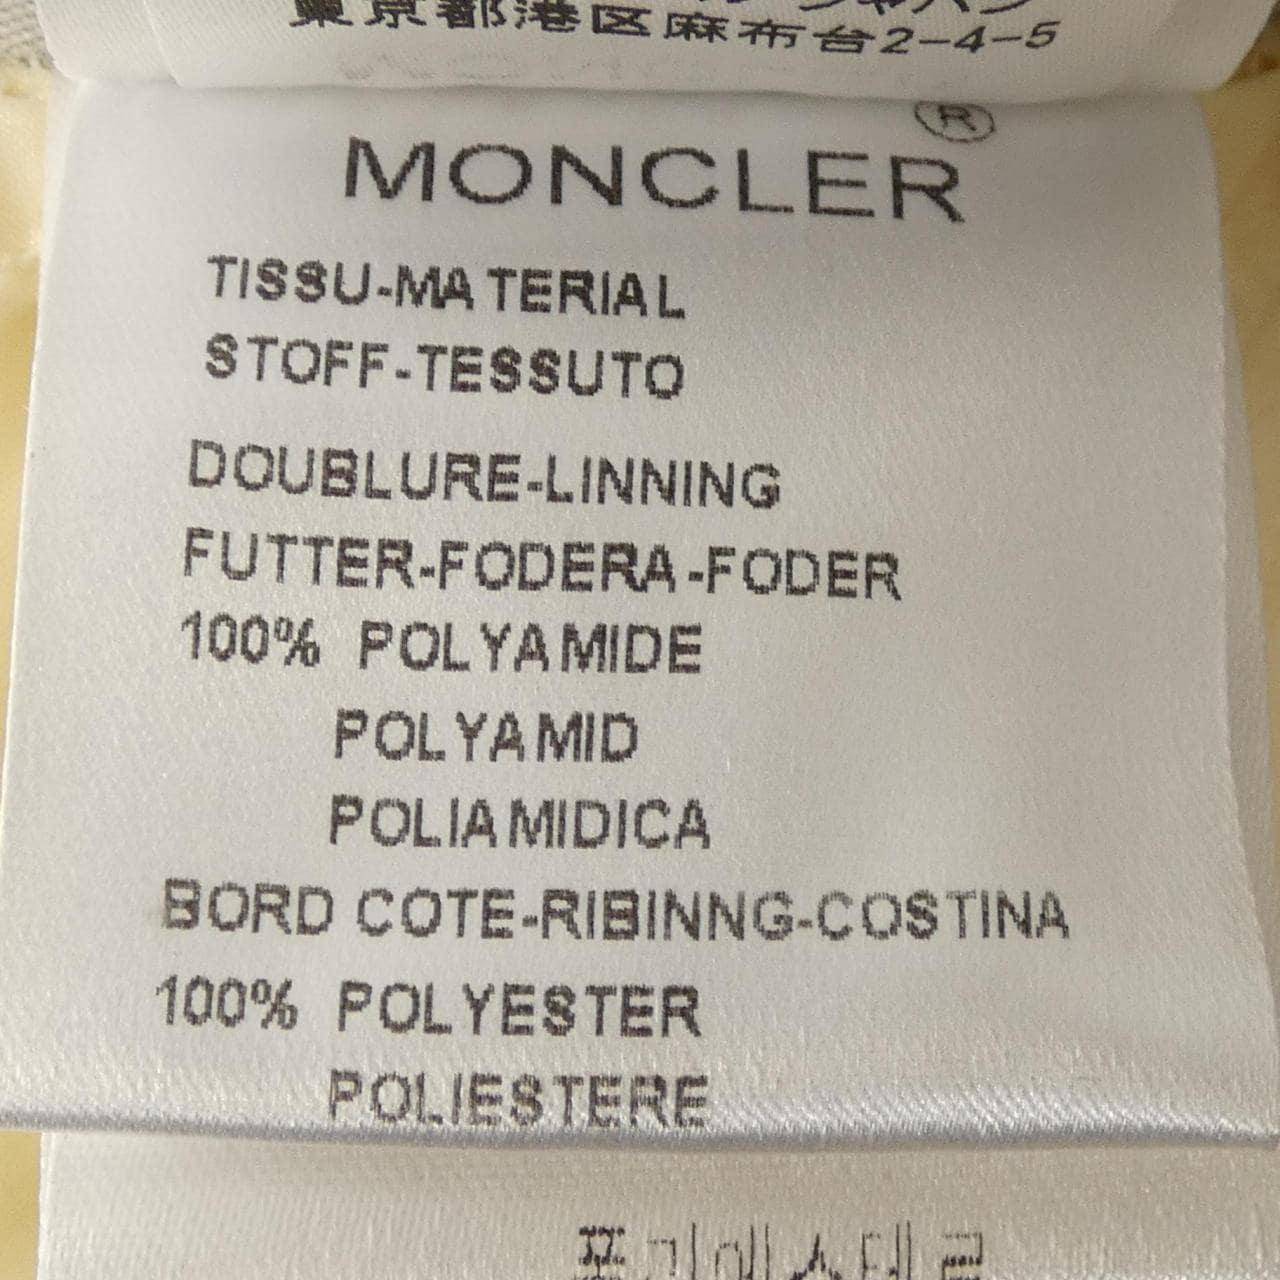 東京都港区麻布台2-4-5
MONCLER®
TISSU-MATERIAL
STOFF-TESSUTO
DOUBLURE-LINNING
FUTTER-FODERA-FODER
100% POLYAMIDE
POLYAMID
POLIAMIDICA
BORD COTE-RIBINNG-COSTINA
100% POLYESTER
POLIESTERE